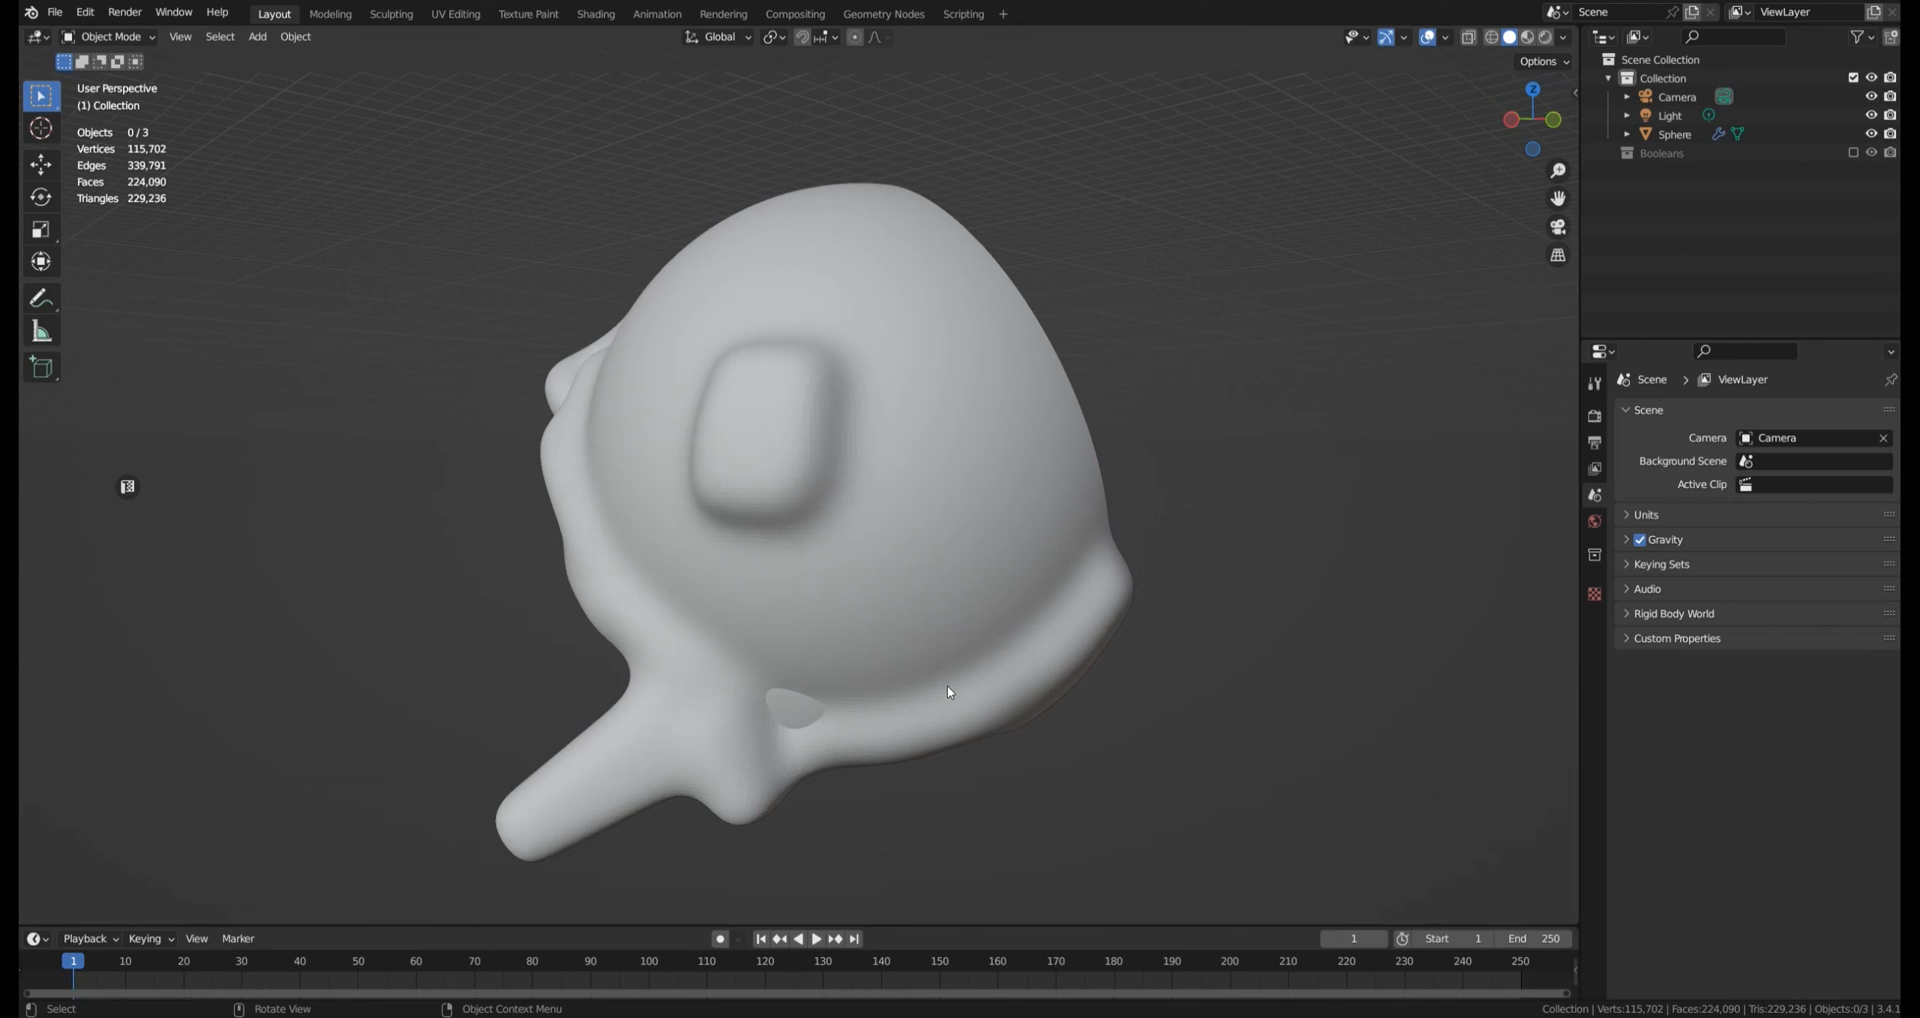 File Edit Render Window Help Layout Modeling Sculpting UV Editing Texture Paint Shading Animation Rendering Compositing Geometry Nodes Scripting + Scene ViewLayer
Object Mode View Select Add Object Global
Options
User Perspective
(1) Collection
Objects 0 / 3
Vertices 115,702
Edges 339,791
Faces 224,090
Triangles 229,236
Z
Scene Collection
Collection
Camera
Light
Sphere
Booleans
Scene > ViewLayer
Scene
Camera Camera
Background Scene
Active Clip
Units
Gravity
Keying Sets
Audio
Rigid Body World
Custom Properties
Playback Keying View Marker 1 Start 1 End 250
1 10 20 30 40 50 60 70 80 90 100 110 120 130 140 150 160 170 180 190 200 210 220 230 240 250
Select Rotate View Object Context Menu Collection | Verts:115,702 | Faces:224,090 | Tris:229,236 | Objects:0/3 | 3.4.1